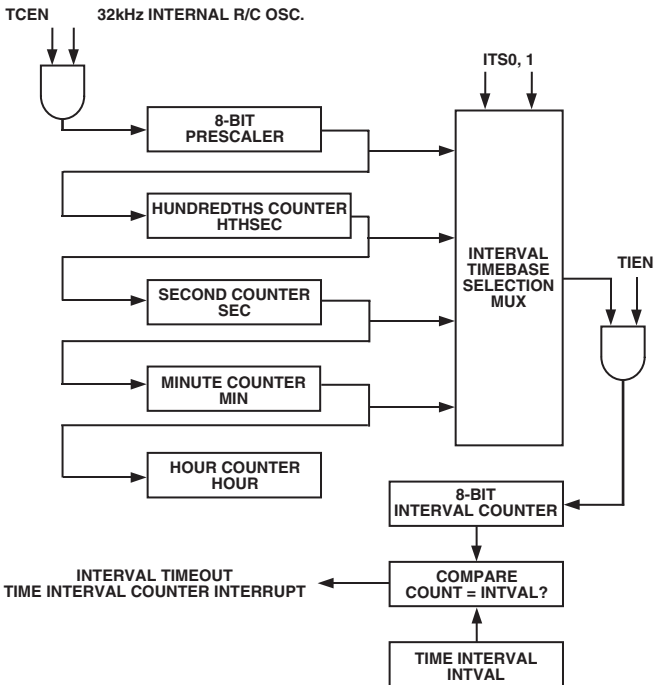 TCEN 32kHz INTERNAL R/C OSC.
ITS0, 1
8-BIT
PRESCALER
HUNDREDTHS COUNTER
HTHSEC
INTERVAL
TIMEBASE
SELECTION
MUX
TIEN
SECOND COUNTER
SEC
MINUTE COUNTER
MIN
HOUR COUNTER
HOUR
8-BIT
INTERVAL COUNTER
INTERVAL TIMEOUT
TIME INTERVAL COUNTER INTERRUPT
COMPARE
COUNT = INTVAL?
TIME INTERVAL
INTVAL